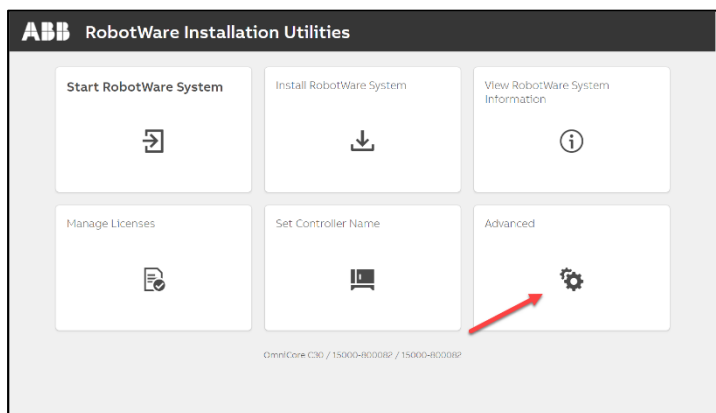 ABB RobotWare Installation Utilities
Start RobotWare System
Install RobotWare System
View RobotWare System
Information
Manage Licenses
Set Controller Name
Advanced
OmniCore C30 / 15000-800082 / 15000-800082